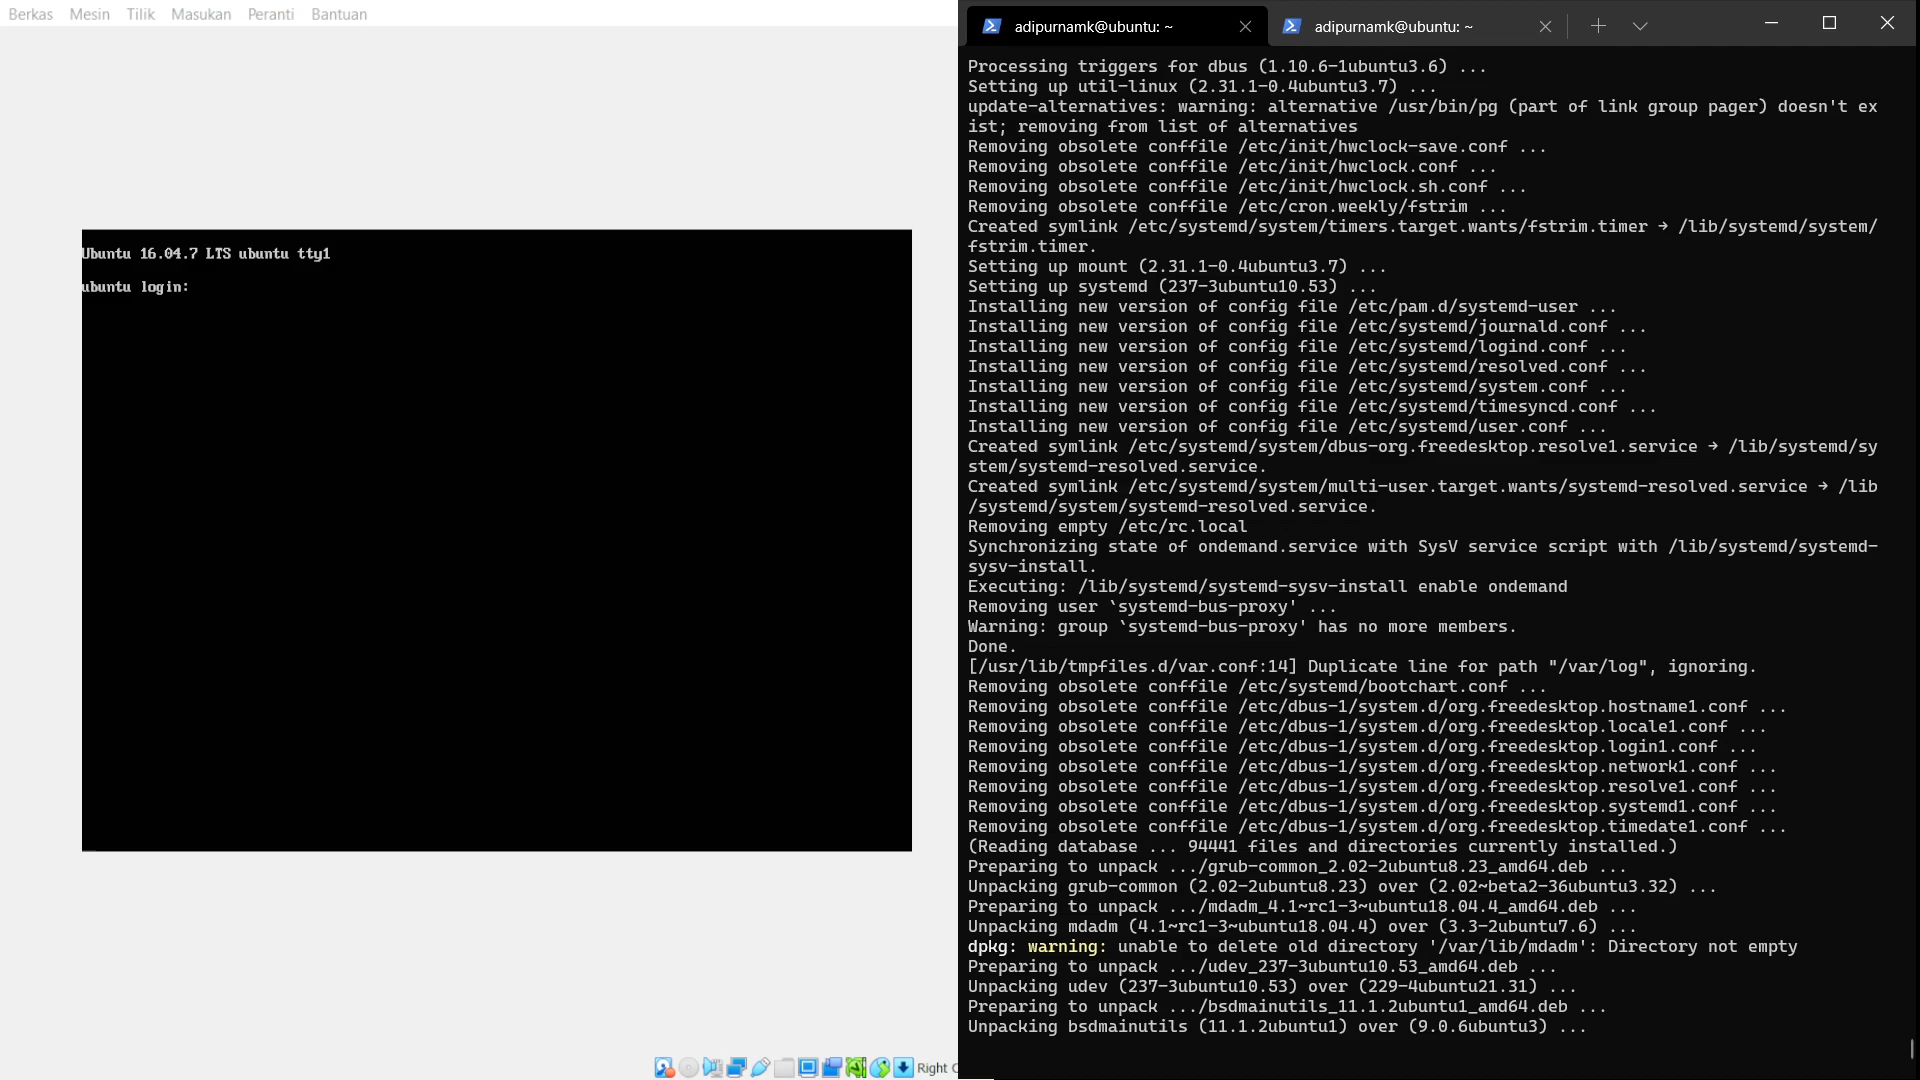 Berkas Mesin Tilik Masukan Peranti Bantuan
Ubuntu 16.04.7 LTS ubuntu tty1
ubuntu login:
Right C
adipurnamk@ubuntu: ~
adipurnamk@ubuntu: ~
Processing triggers for dbus (1.10.6-1ubuntu3.6) ...
Setting up util-linux (2.31.1-0.4ubuntu3.7) ...
update-alternatives: warning: alternative /usr/bin/pg (part of link group pager) doesn't ex
ist; removing from list of alternatives
Removing obsolete conffile /etc/init/hwclock-save.conf ...
Removing obsolete conffile /etc/init/hwclock.conf ...
Removing obsolete conffile /etc/init/hwclock.sh.conf ...
Removing obsolete conffile /etc/cron.weekly/fstrim ...
Created symlink /etc/systemd/system/timers.target.wants/fstrim.timer → /lib/systemd/system/
fstrim.timer.
Setting up mount (2.31.1-0.4ubuntu3.7) ...
Setting up systemd (237-3ubuntu10.53) ...
Installing new version of config file /etc/pam.d/systemd-user ...
Installing new version of config file /etc/systemd/journald.conf ...
Installing new version of config file /etc/systemd/logind.conf ...
Installing new version of config file /etc/systemd/resolved.conf ...
Installing new version of config file /etc/systemd/system.conf ...
Installing new version of config file /etc/systemd/timesyncd.conf ...
Installing new version of config file /etc/systemd/user.conf ...
Created symlink /etc/systemd/system/dbus-org.freedesktop.resolve1.service → /lib/systemd/sy
stem/systemd-resolved.service.
Created symlink /etc/systemd/system/multi-user.target.wants/systemd-resolved.service → /lib
/systemd/system/systemd-resolved.service.
Removing empty /etc/rc.local
Synchronizing state of ondemand.service with SysV service script with /lib/systemd/systemd-
sysv-install.
Executing: /lib/systemd/systemd-sysv-install enable ondemand
Removing user `systemd-bus-proxy' ...
Warning: group `systemd-bus-proxy' has no more members.
Done.
[/usr/lib/tmpfiles.d/var.conf:14] Duplicate line for path "/var/log", ignoring.
Removing obsolete conffile /etc/systemd/bootchart.conf ...
Removing obsolete conffile /etc/dbus-1/system.d/org.freedesktop.hostname1.conf ...
Removing obsolete conffile /etc/dbus-1/system.d/org.freedesktop.locale1.conf ...
Removing obsolete conffile /etc/dbus-1/system.d/org.freedesktop.login1.conf ...
Removing obsolete conffile /etc/dbus-1/system.d/org.freedesktop.network1.conf ...
Removing obsolete conffile /etc/dbus-1/system.d/org.freedesktop.resolve1.conf ...
Removing obsolete conffile /etc/dbus-1/system.d/org.freedesktop.systemd1.conf ...
Removing obsolete conffile /etc/dbus-1/system.d/org.freedesktop.timedate1.conf ...
(Reading database ... 94441 files and directories currently installed.)
Preparing to unpack .../grub-common_2.02-2ubuntu8.23_amd64.deb ...
Unpacking grub-common (2.02-2ubuntu8.23) over (2.02~beta2-36ubuntu3.32) ...
Preparing to unpack .../mdadm_4.1~rc1-3~ubuntu18.04.4_amd64.deb ...
Unpacking mdadm (4.1~rc1-3~ubuntu18.04.4) over (3.3-2ubuntu7.6) ...
dpkg: warning: unable to delete old directory '/var/lib/mdadm': Directory not empty
Preparing to unpack .../udev_237-3ubuntu10.53_amd64.deb ...
Unpacking udev (237-3ubuntu10.53) over (229-4ubuntu21.31) ...
Preparing to unpack .../bsdmainutils_11.1.2ubuntu1_amd64.deb ...
Unpacking bsdmainutils (11.1.2ubuntu1) over (9.0.6ubuntu3) ...